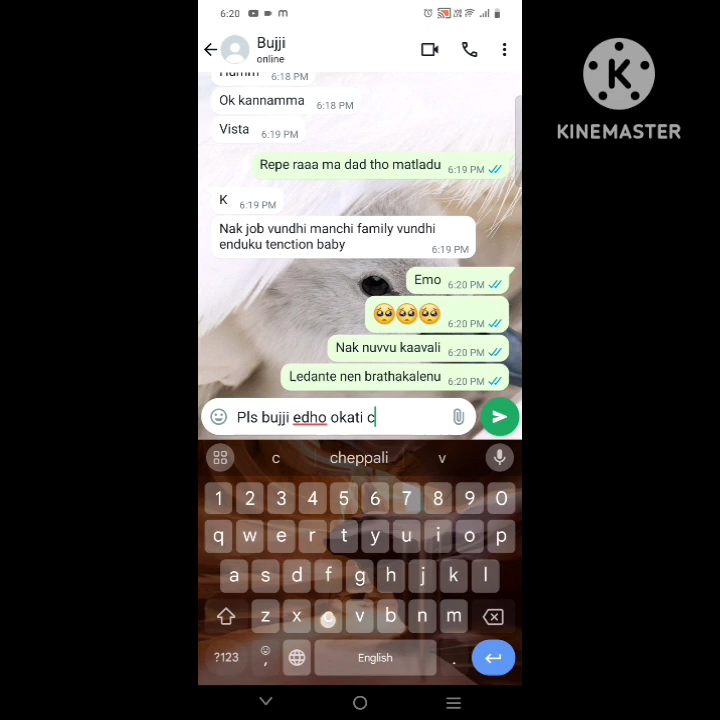 6:20
Bujji
online
Humm 6:18 PM
Ok kannamma 6:18 PM
Vista 6:19 PM
Repe raaa ma dad tho matladu 6:19 PM
K 6:19 PM
Nak job vundhi manchi family vundhi
enduku tenction baby 6:19 PM
Emo 6:20 PM
🥺🥺🥺 6:20 PM
Nak nuvvu kaavali 6:20 PM
Ledante nen brathakalenu 6:20 PM
Pls bujji edho okati c
c cheppali v
1 2 3 4 5 6 7 8 9 0
q w e r t y u i o p
a s d f g h j k l
z x c v b n m
?123 , English .
K
KINEMASTER